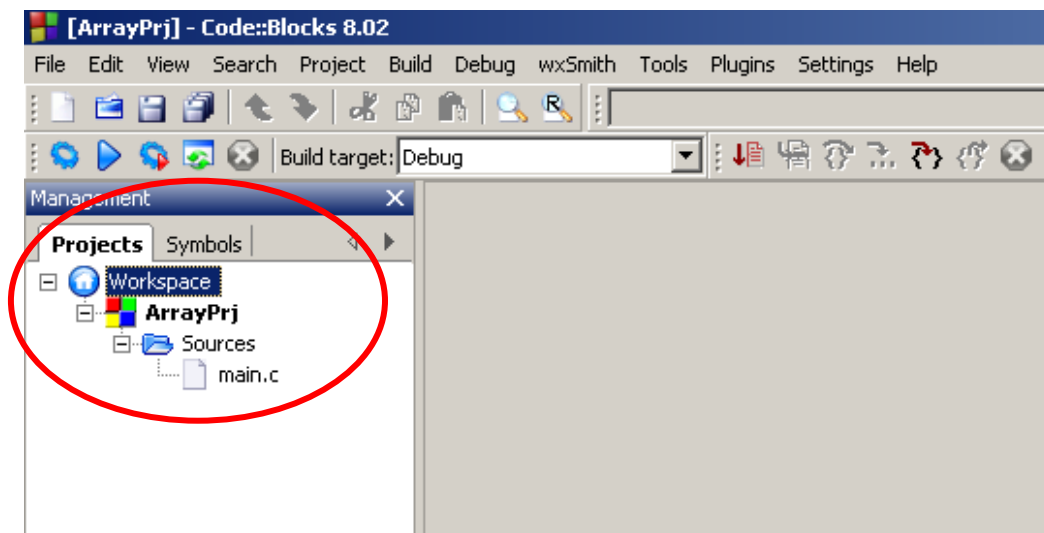 [ArrayPrj] - Code::Blocks 8.02
File Edit View Search Project Build Debug wxSmith Tools Plugins Settings Help
Build target: Debug
Management
Projects Symbols
Workspace
ArrayPrj
Sources
main.c